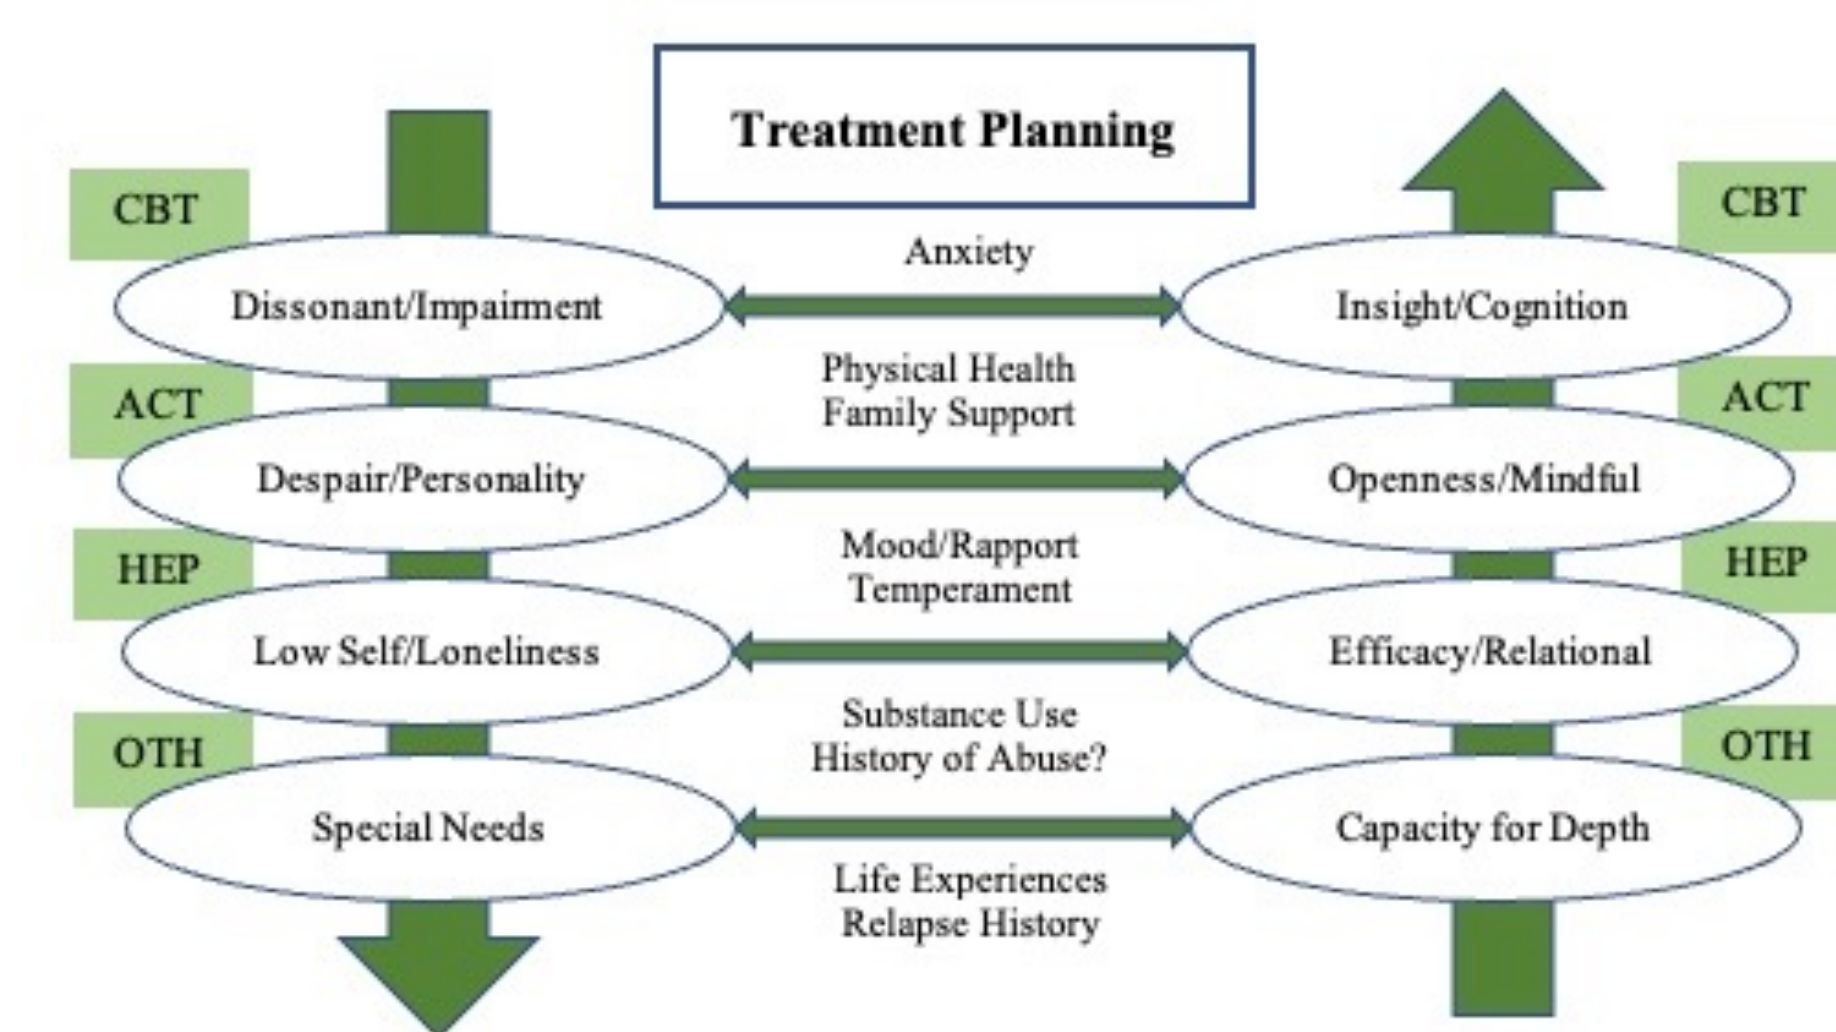 Treatment Planning
CBT
CBT
Anxiety
Dissonant/Impairment
Insight/Cognition
Physical Health
Family Support
ACT
ACT
Despair/Personality
Openness/Mindful
Mood/Rapport
Temperament
HEP
HEP
Low Self/Loneliness
Efficacy/Relational
Substance Use
History of Abuse?
OTH
OTH
Special Needs
Capacity for Depth
Life Experiences
Relapse History